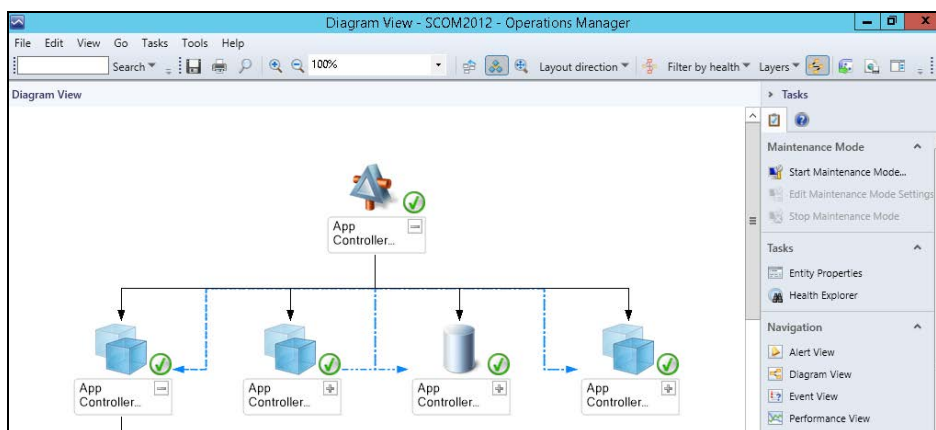 Diagram View - SCOM2012 - Operations Manager
File Edit View Go Tasks Tools Help
Search 100% Layout direction Filter by health Layers
Diagram View
Tasks
Maintenance Mode
Start Maintenance Mode...
Edit Maintenance Mode Settings
Stop Maintenance Mode
Tasks
Entity Properties
Health Explorer
Navigation
Alert View
Diagram View
Event View
Performance View
App
Controller...
App
Controller...
App
Controller...
App
Controller...
App
Controller...